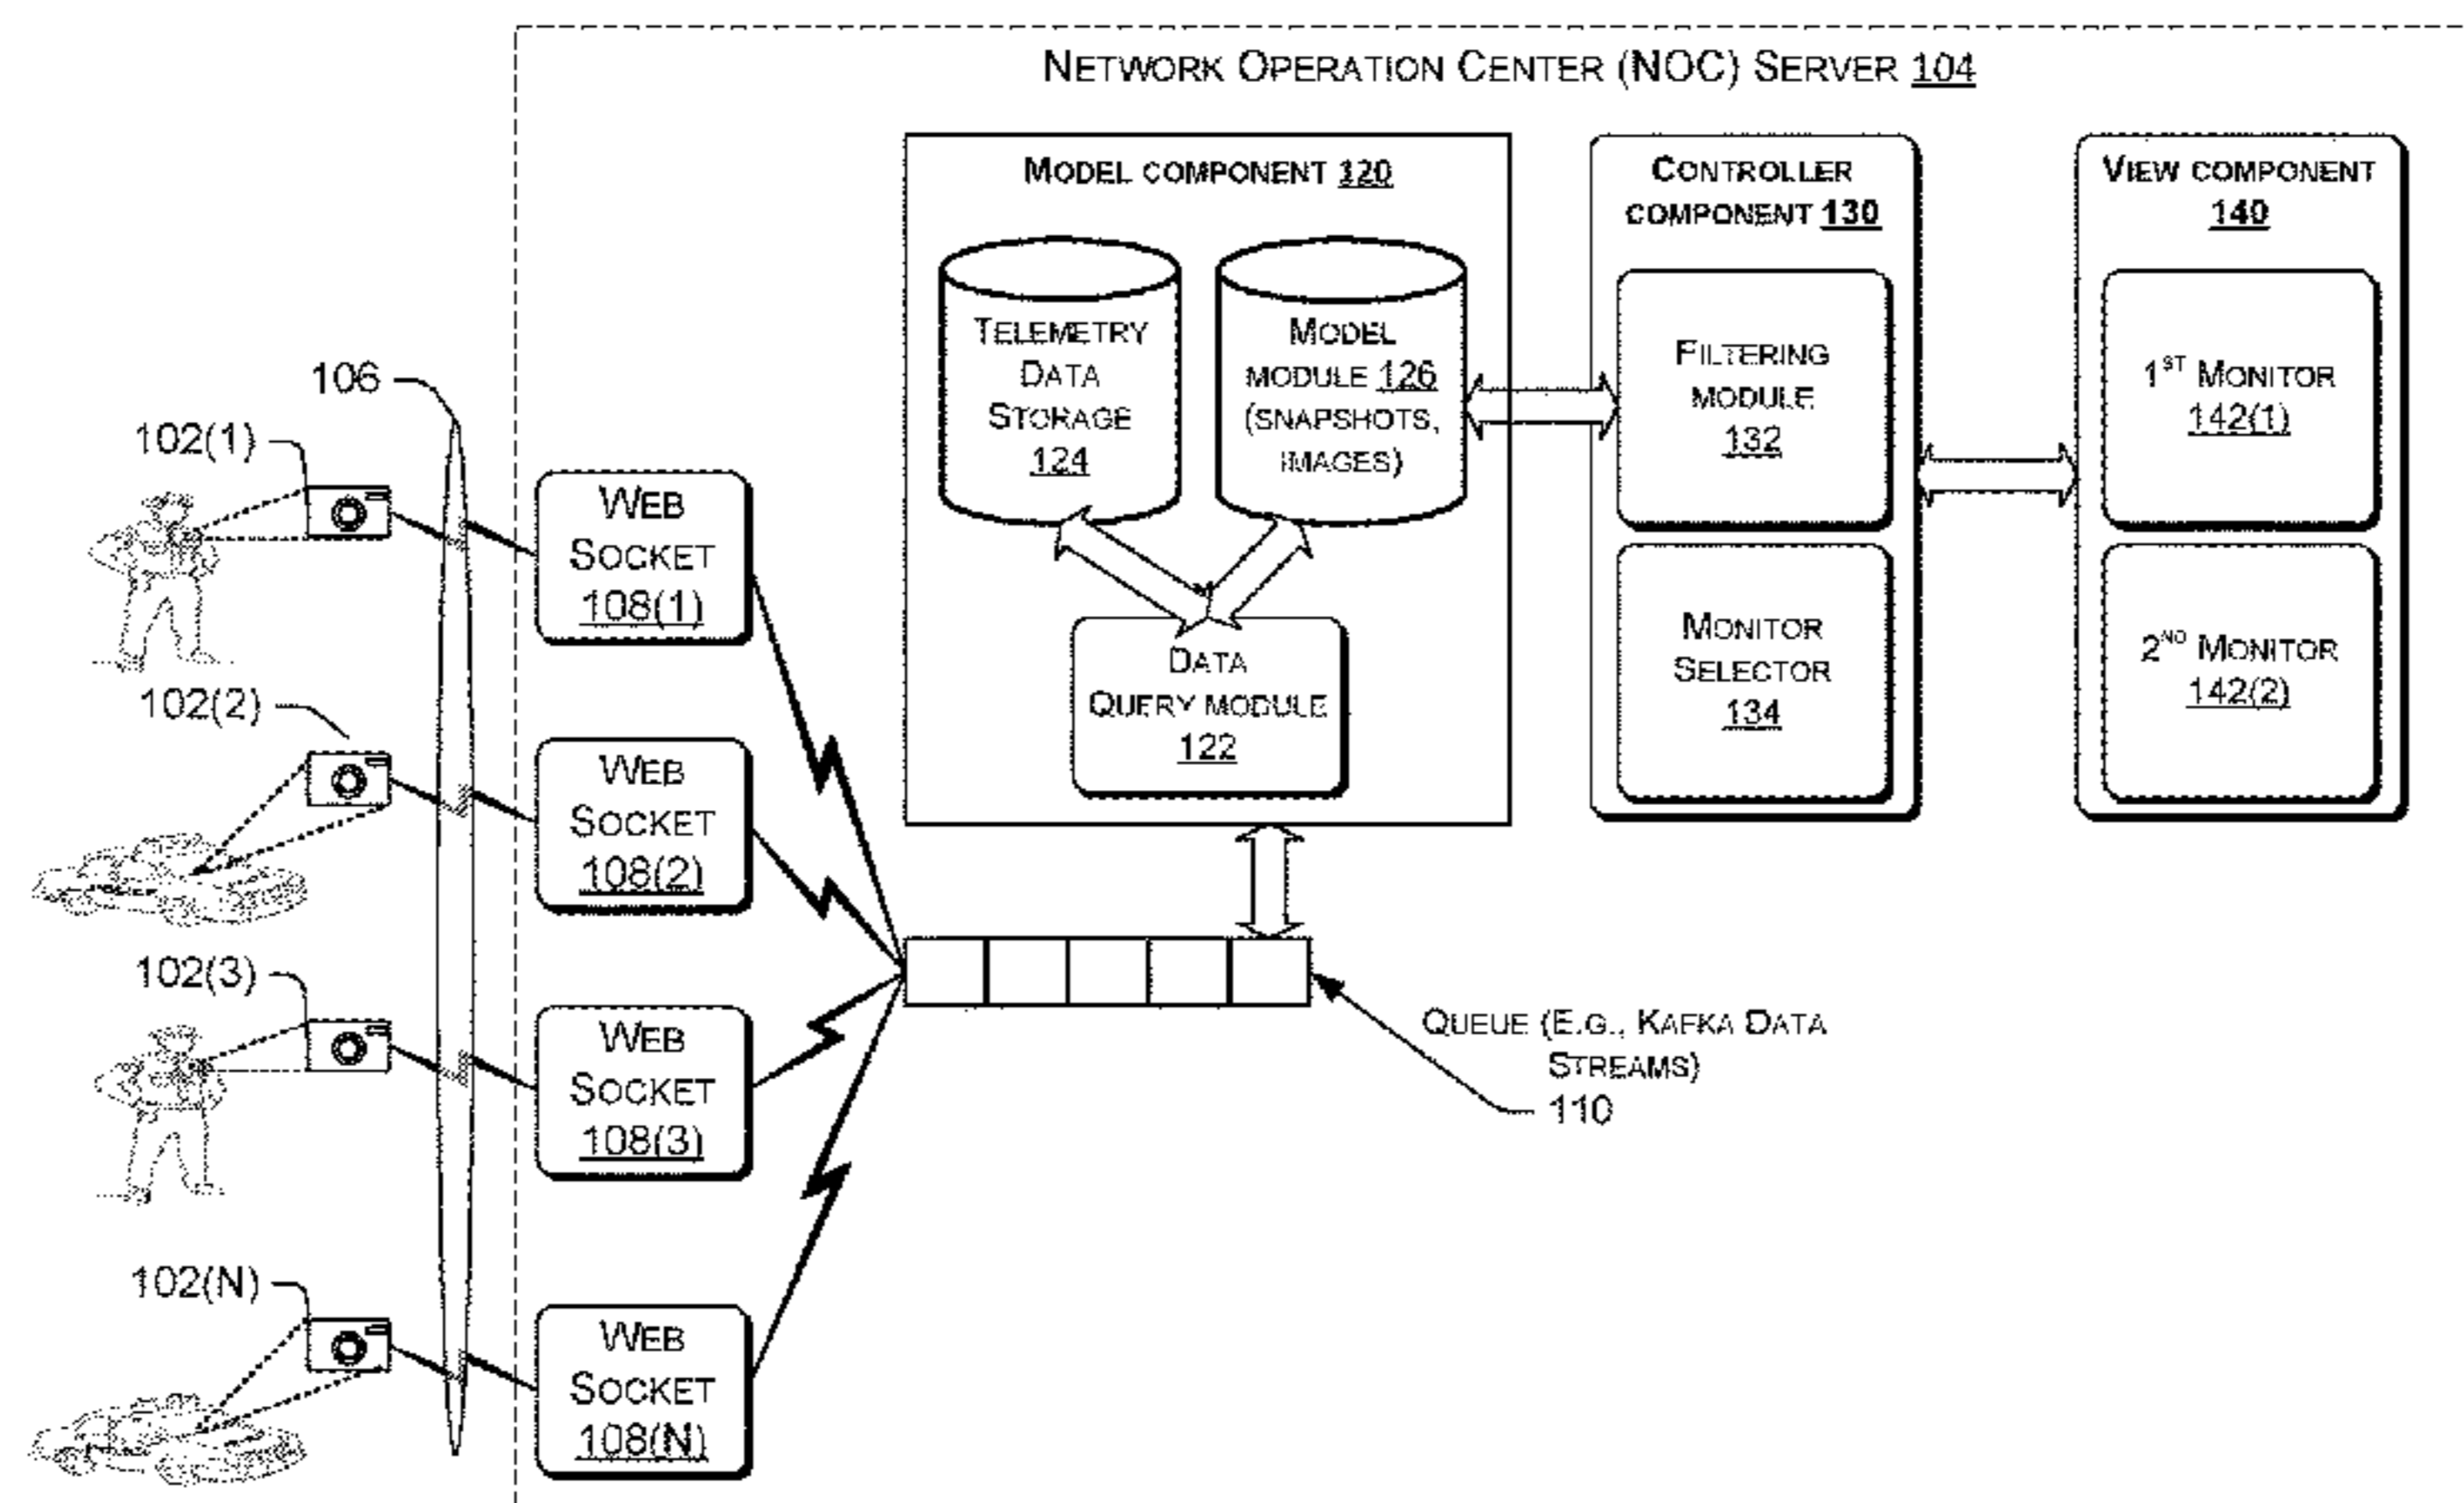 NETWORK OPERATION CENTER (NOC) SERVER 104
MODEL COMPONENT 120
TELEMETRY
DATA
STORAGE
124
MODEL
MODULE 126
(SNAPSHOTS,
IMAGES)
DATA
QUERY MODULE
122
CONTROLLER
COMPONENT 130
FILTERING
MODULE
132
MONITOR
SELECTOR
134
VIEW COMPONENT
140
1ST MONITOR
142(1)
2ND MONITOR
142(2)
106
102(1)
WEB
SOCKET
108(1)
102(2)
WEB
SOCKET
108(2)
102(3)
WEB
SOCKET
108(3)
102(N)
WEB
SOCKET
108(N)
QUEUE (E.G., KAFKA DATA
STREAMS)
110